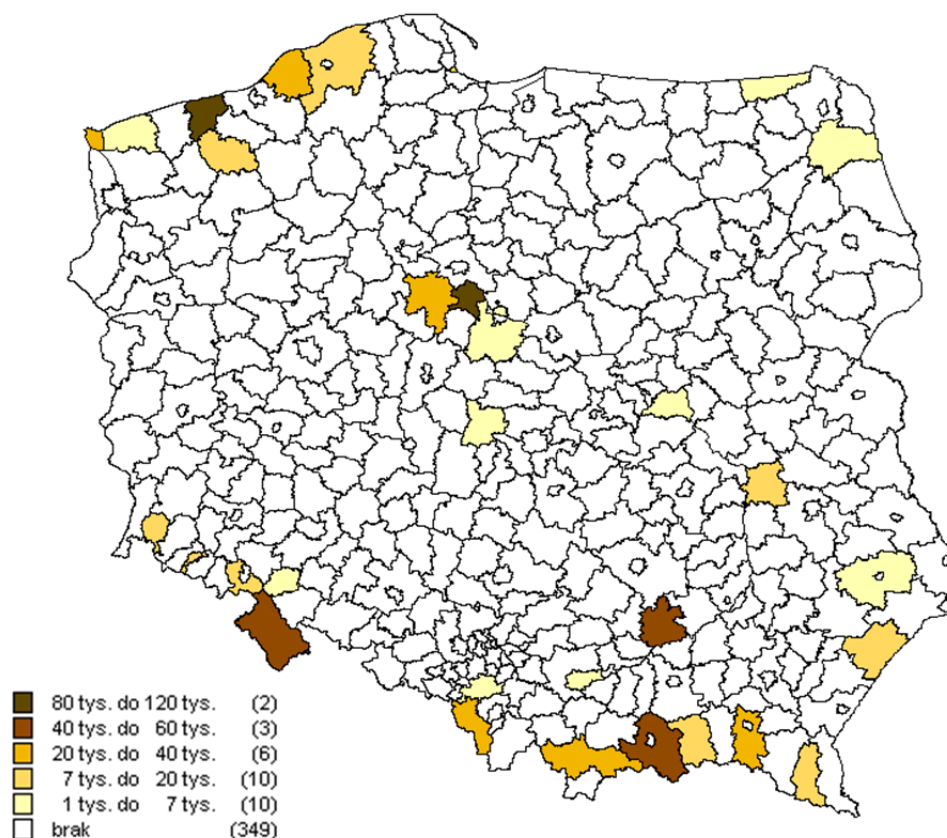 80 tys. do 120 tys. (2)
40 tys. do 60 tys. (3)
20 tys. do 40 tys. (6)
7 tys. do 20 tys. (10)
1 tys. do 7 tys. (10)
brak (349)